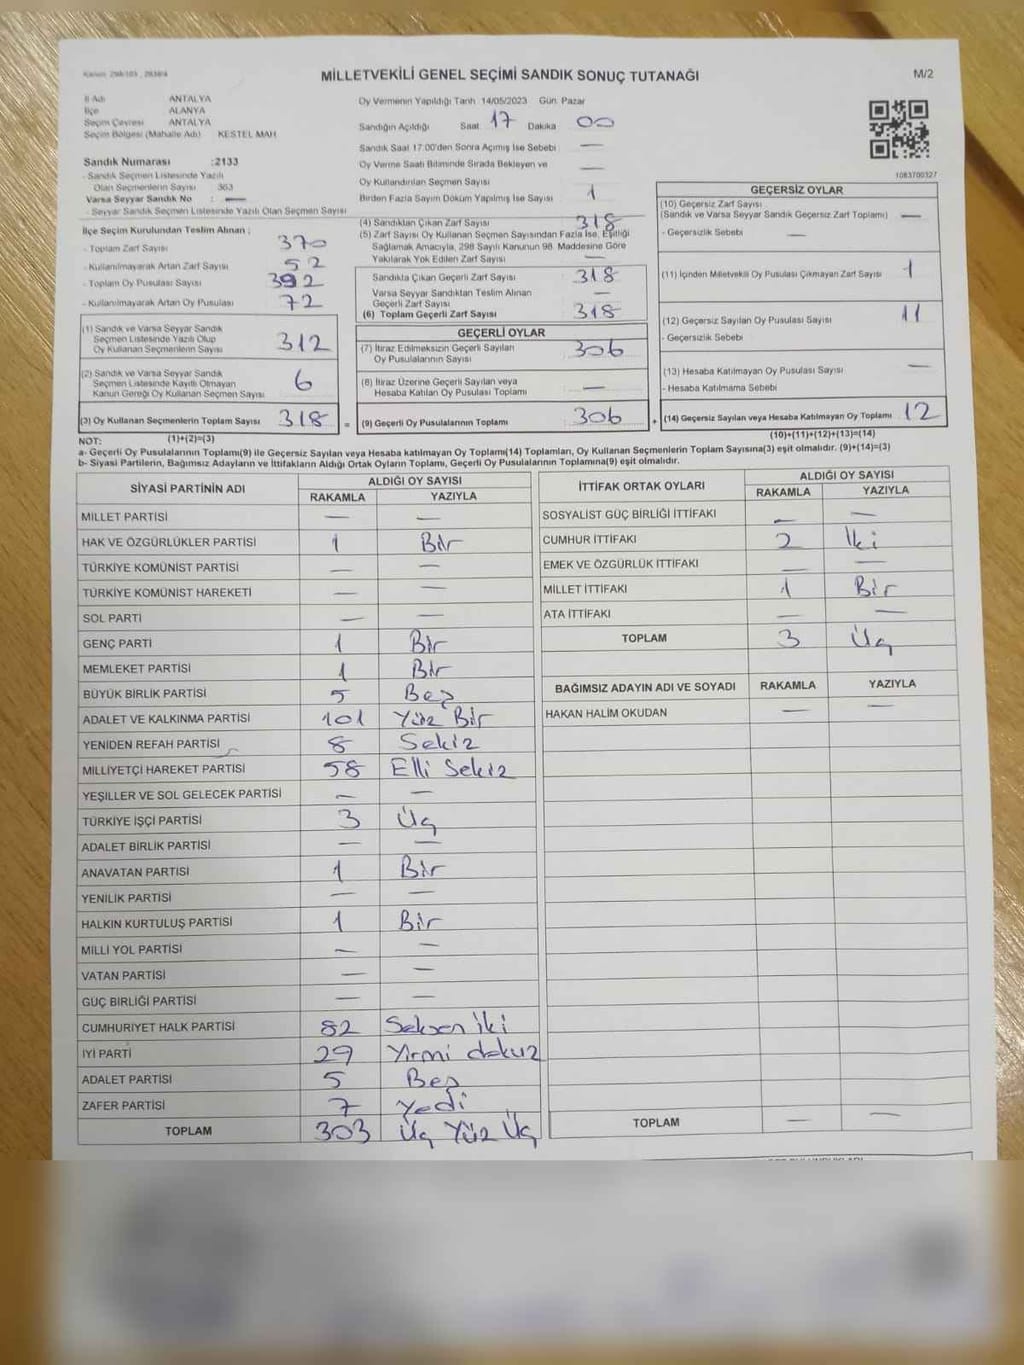 MİLLETVEKİLİ GENEL SEÇİMİ SANDIK SONUÇ TUTANAĞI
M/2
İl Adı ANTALYA
İlçe ALANYA
Seçim Çevresi ANTALYA
Seçim Bölgesi (Mahalle Adı) KESTEL MAH
Sandık Numarası :2133
- Sandık Seçmen Listesinde Yazılı
Olan Seçmenlerin Sayısı 363
Varsa Seyyar Sandık No : —
- Seyyar Sandık Seçmen Listesinde Yazılı Olan Seçmen Sayısı
Oy Vermenin Yapıldığı Tarih 14/05/2023 Gün. Pazar
Sandığın Açıldığı Saat 17 Dakika 00
Sandık Saat 17.00'den Sonra Açılmış İse Sebebi —
Oy Verme Saati Bitiminde Sırada Bekleyen ve
Oy Kullandırılan Seçmen Sayısı —
Birden Fazla Sayım Döküm Yapılmış İse Sayısı 1
1083700327
İlçe Seçim Kurulundan Teslim Alınan ;
- Toplam Zarf Sayısı 370
- Kullanılmayarak Artan Zarf Sayısı 52
- Toplam Oy Pusulası Sayısı 392
- Kullanılmayarak Artan Oy Pusulası 72
(1) Sandık ve Varsa Seyyar Sandık
Seçmen Listesinde Yazılı Olup
Oy Kullanan Seçmenlerin Sayısı 312
(2) Sandık ve Varsa Seyyar Sandık
Seçmen Listesinde Kayıtlı Olmayan
Kanun Gereği Oy Kullanan Seçmen Sayısı 6
(3) Oy Kullanan Seçmenlerin Toplam Sayısı 318 =
(1)+(2)=(3)
(4) Sandıktan Çıkan Zarf Sayısı 318
(5) Zarf Sayısı Oy Kullanan Seçmen Sayısından Fazla İse, Eşitliği
Sağlamak Amacıyla, 298 Sayılı Kanunun 98. Maddesine Göre
Yakılarak Yok Edilen Zarf Sayısı —
Sandıkta Çıkan Geçerli Zarf Sayısı 318
Varsa Seyyar Sandıktan Teslim Alınan
Geçerli Zarf Sayısı —
(6) Toplam Geçerli Zarf Sayısı 318
GEÇERLİ OYLAR
(7) İtiraz Edilmeksizin Geçerli Sayılan
Oy Pusulalarının Sayısı 306
(8) İtiraz Üzerine Geçerli Sayılan veya
Hesaba Katılan Oy Pusulası Toplamı —
(9) Geçerli Oy Pusulalarının Toplamı 306 +
GEÇERSİZ OYLAR
(10) Geçersiz Zarf Sayısı
(Sandık ve Varsa Seyyar Sandık Geçersiz Zarf Toplamı) —
- Geçersizlik Sebebi —
(11) İçinden Milletvekili Oy Pusulası Çıkmayan Zarf Sayısı 1
(12) Geçersiz Sayılan Oy Pusulası Sayısı 11
- Geçersizlik Sebebi
(13) Hesaba Katılmayan Oy Pusulası Sayısı —
- Hesaba Katılmama Sebebi
(14) Geçersiz Sayılan veya Hesaba Katılmayan Oy Toplamı 12
(10)+(11)+(12)+(13)=(14)
NOT:
a- Geçerli Oy Pusulalarının Toplamı(9) ile Geçersiz Sayılan veya Hesaba katılmayan Oy Toplamı(14) Toplamları, Oy Kullanan Seçmenlerin Toplam Sayısına(3) eşit olmalıdır. (9)+(14)=(3)
b- Siyasi Partilerin, Bağımsız Adayların ve İttifakların Aldığı Ortak Oyların Toplamı, Geçerli Oy Pusulalarının Toplamına(9) eşit olmalıdır.
SİYASİ PARTİNİN ADI ALDIĞI OY SAYISI
RAKAMLA YAZIYLA
MİLLET PARTİSİ — —
HAK VE ÖZGÜRLÜKLER PARTİSİ 1 Bir
TÜRKİYE KOMÜNİST PARTİSİ — —
TÜRKİYE KOMÜNİST HAREKETİ — —
SOL PARTİ — —
GENÇ PARTİ 1 Bir
MEMLEKET PARTİSİ 1 Bir
BÜYÜK BİRLİK PARTİSİ 5 Beş
ADALET VE KALKINMA PARTİSİ 101 Yüz Bir
YENİDEN REFAH PARTİSİ 8 Sekiz
MİLLİYETÇİ HAREKET PARTİSİ 58 Elli Sekiz
YEŞİLLER VE SOL GELECEK PARTİSİ — —
TÜRKİYE İŞÇİ PARTİSİ 3 Üç
ADALET BİRLİK PARTİSİ — —
ANAVATAN PARTİSİ 1 Bir
YENİLİK PARTİSİ — —
HALKIN KURTULUŞ PARTİSİ 1 Bir
MİLLİ YOL PARTİSİ — —
VATAN PARTİSİ — —
GÜÇ BİRLİĞİ PARTİSİ — —
CUMHURİYET HALK PARTİSİ 82 Seksen iki
İYİ PARTİ 29 Yirmi dokuz
ADALET PARTİSİ 5 Beş
ZAFER PARTİSİ 7 Yedi
TOPLAM 303 Üç Yüz Üç
İTTİFAK ORTAK OYLARI ALDIĞI OY SAYISI
RAKAMLA YAZIYLA
SOSYALİST GÜÇ BİRLİĞİ İTTİFAKI — —
CUMHUR İTTİFAKI 2 İki
EMEK VE ÖZGÜRLÜK İTTİFAKI — —
MİLLET İTTİFAKI 1 Bir
ATA İTTİFAKI — —
TOPLAM 3 Üç
BAĞIMSIZ ADAYIN ADI VE SOYADI RAKAMLA YAZIYLA
HAKAN HALİM OKUDAN — —
TOPLAM — —